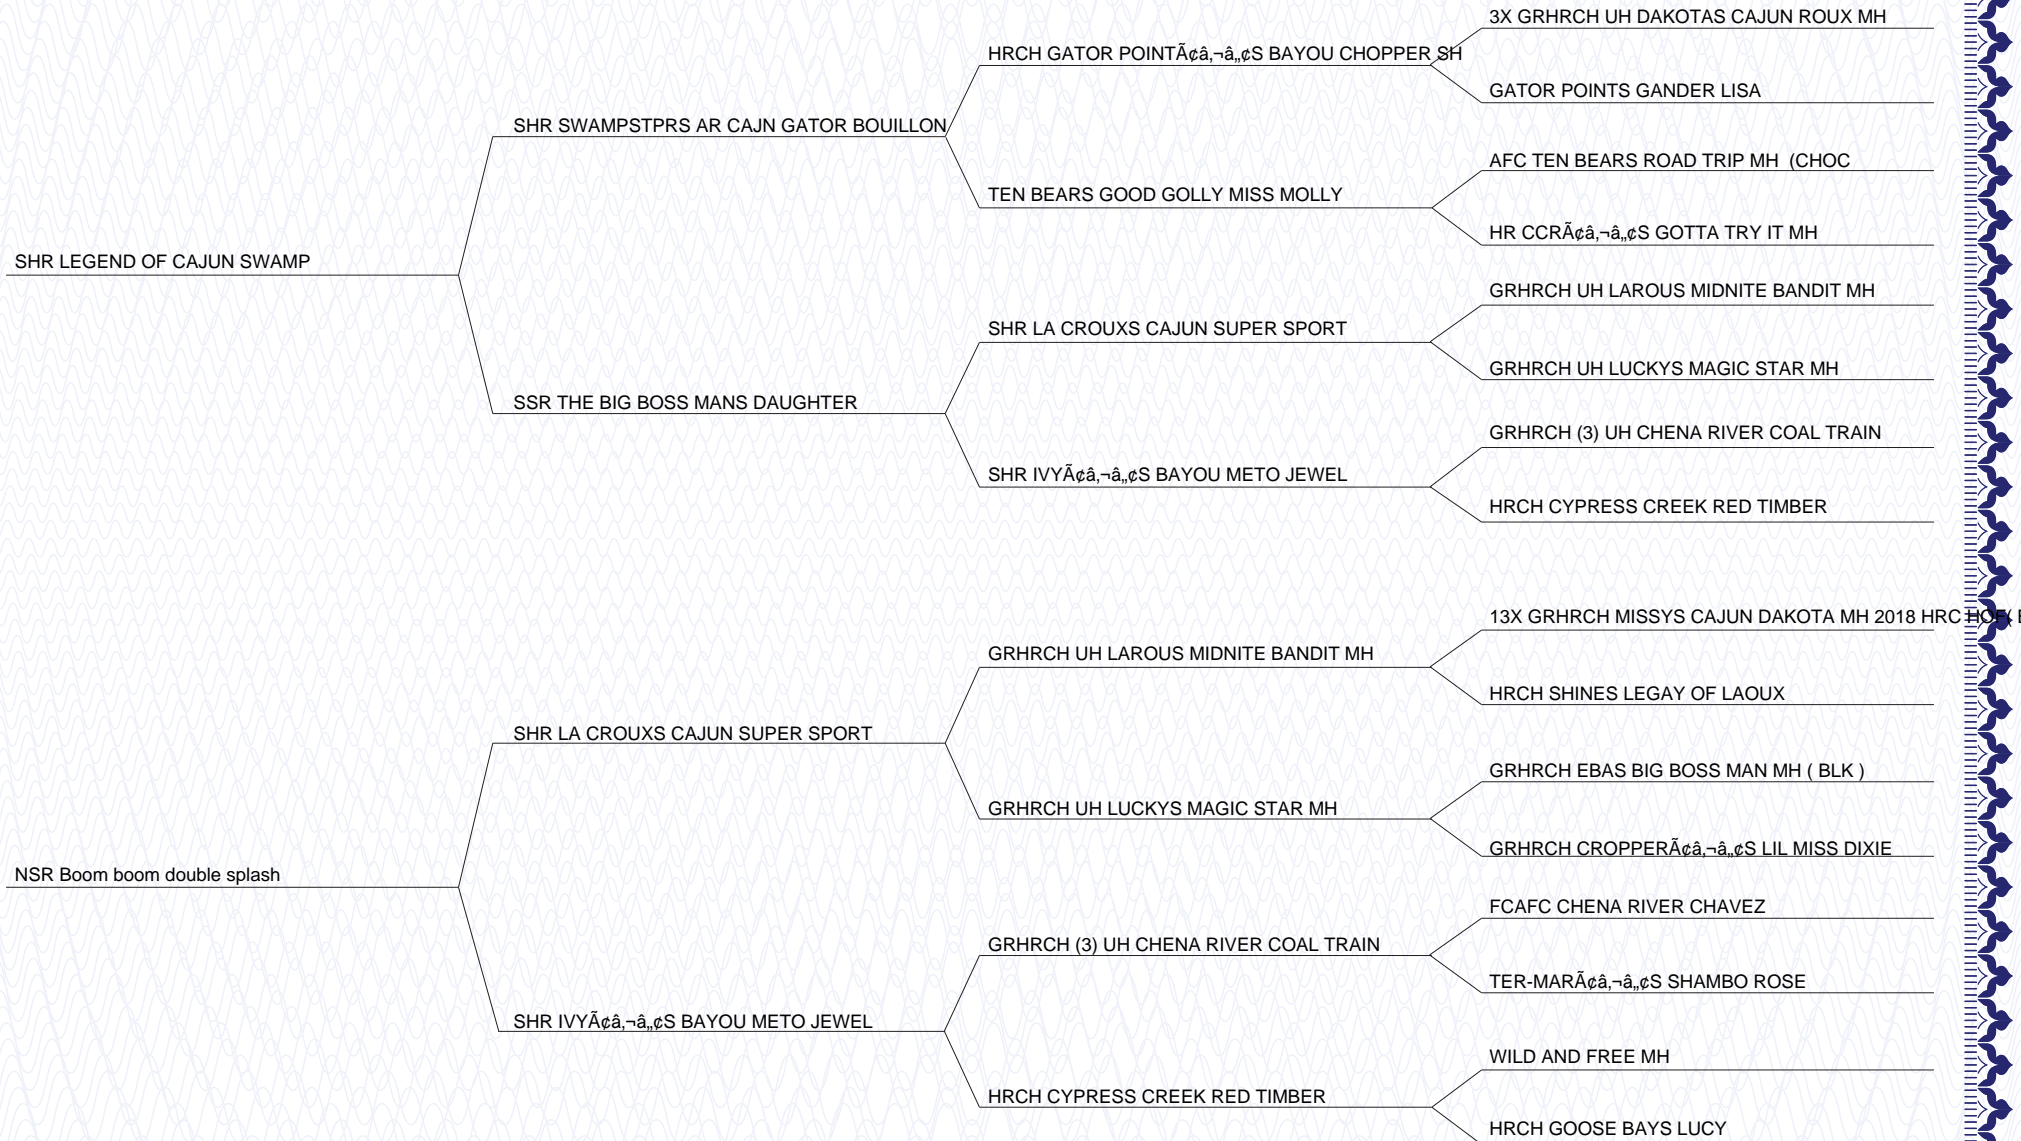 3X GRHRCH UH DAKOTAS CAJUN ROUX MH
HRCH GATOR POINTÃ¢â‚¬â„¢S BAYOU CHOPPER SH
GATOR POINTS GANDER LISA
SHR SWAMPSTPRS AR CAJN GATOR BOUILLON
AFC TEN BEARS ROAD TRIP MH  (CHOC
TEN BEARS GOOD GOLLY MISS MOLLY
HR CCRÃ¢â‚¬â„¢S GOTTA TRY IT MH
SHR LEGEND OF CAJUN SWAMP
GRHRCH UH LAROUS MIDNITE BANDIT MH
SHR LA CROUXS CAJUN SUPER SPORT
GRHRCH UH LUCKYS MAGIC STAR MH
SSR THE BIG BOSS MANS DAUGHTER
GRHRCH (3) UH CHENA RIVER COAL TRAIN
SHR IVYÃ¢â‚¬â„¢S BAYOU METO JEWEL
HRCH CYPRESS CREEK RED TIMBER
13X GRHRCH MISSYS CAJUN DAKOTA MH 2018 HRC HOF( B
GRHRCH UH LAROUS MIDNITE BANDIT MH
HRCH SHINES LEGAY OF LAOUX
SHR LA CROUXS CAJUN SUPER SPORT
GRHRCH EBAS BIG BOSS MAN MH ( BLK )
GRHRCH UH LUCKYS MAGIC STAR MH
GRHRCH CROPPERÃ¢â‚¬â„¢S LIL MISS DIXIE
NSR Boom boom double splash
FCAFC CHENA RIVER CHAVEZ
GRHRCH (3) UH CHENA RIVER COAL TRAIN
TER-MARÃ¢â‚¬â„¢S SHAMBO ROSE
SHR IVYÃ¢â‚¬â„¢S BAYOU METO JEWEL
WILD AND FREE MH
HRCH CYPRESS CREEK RED TIMBER
HRCH GOOSE BAYS LUCY